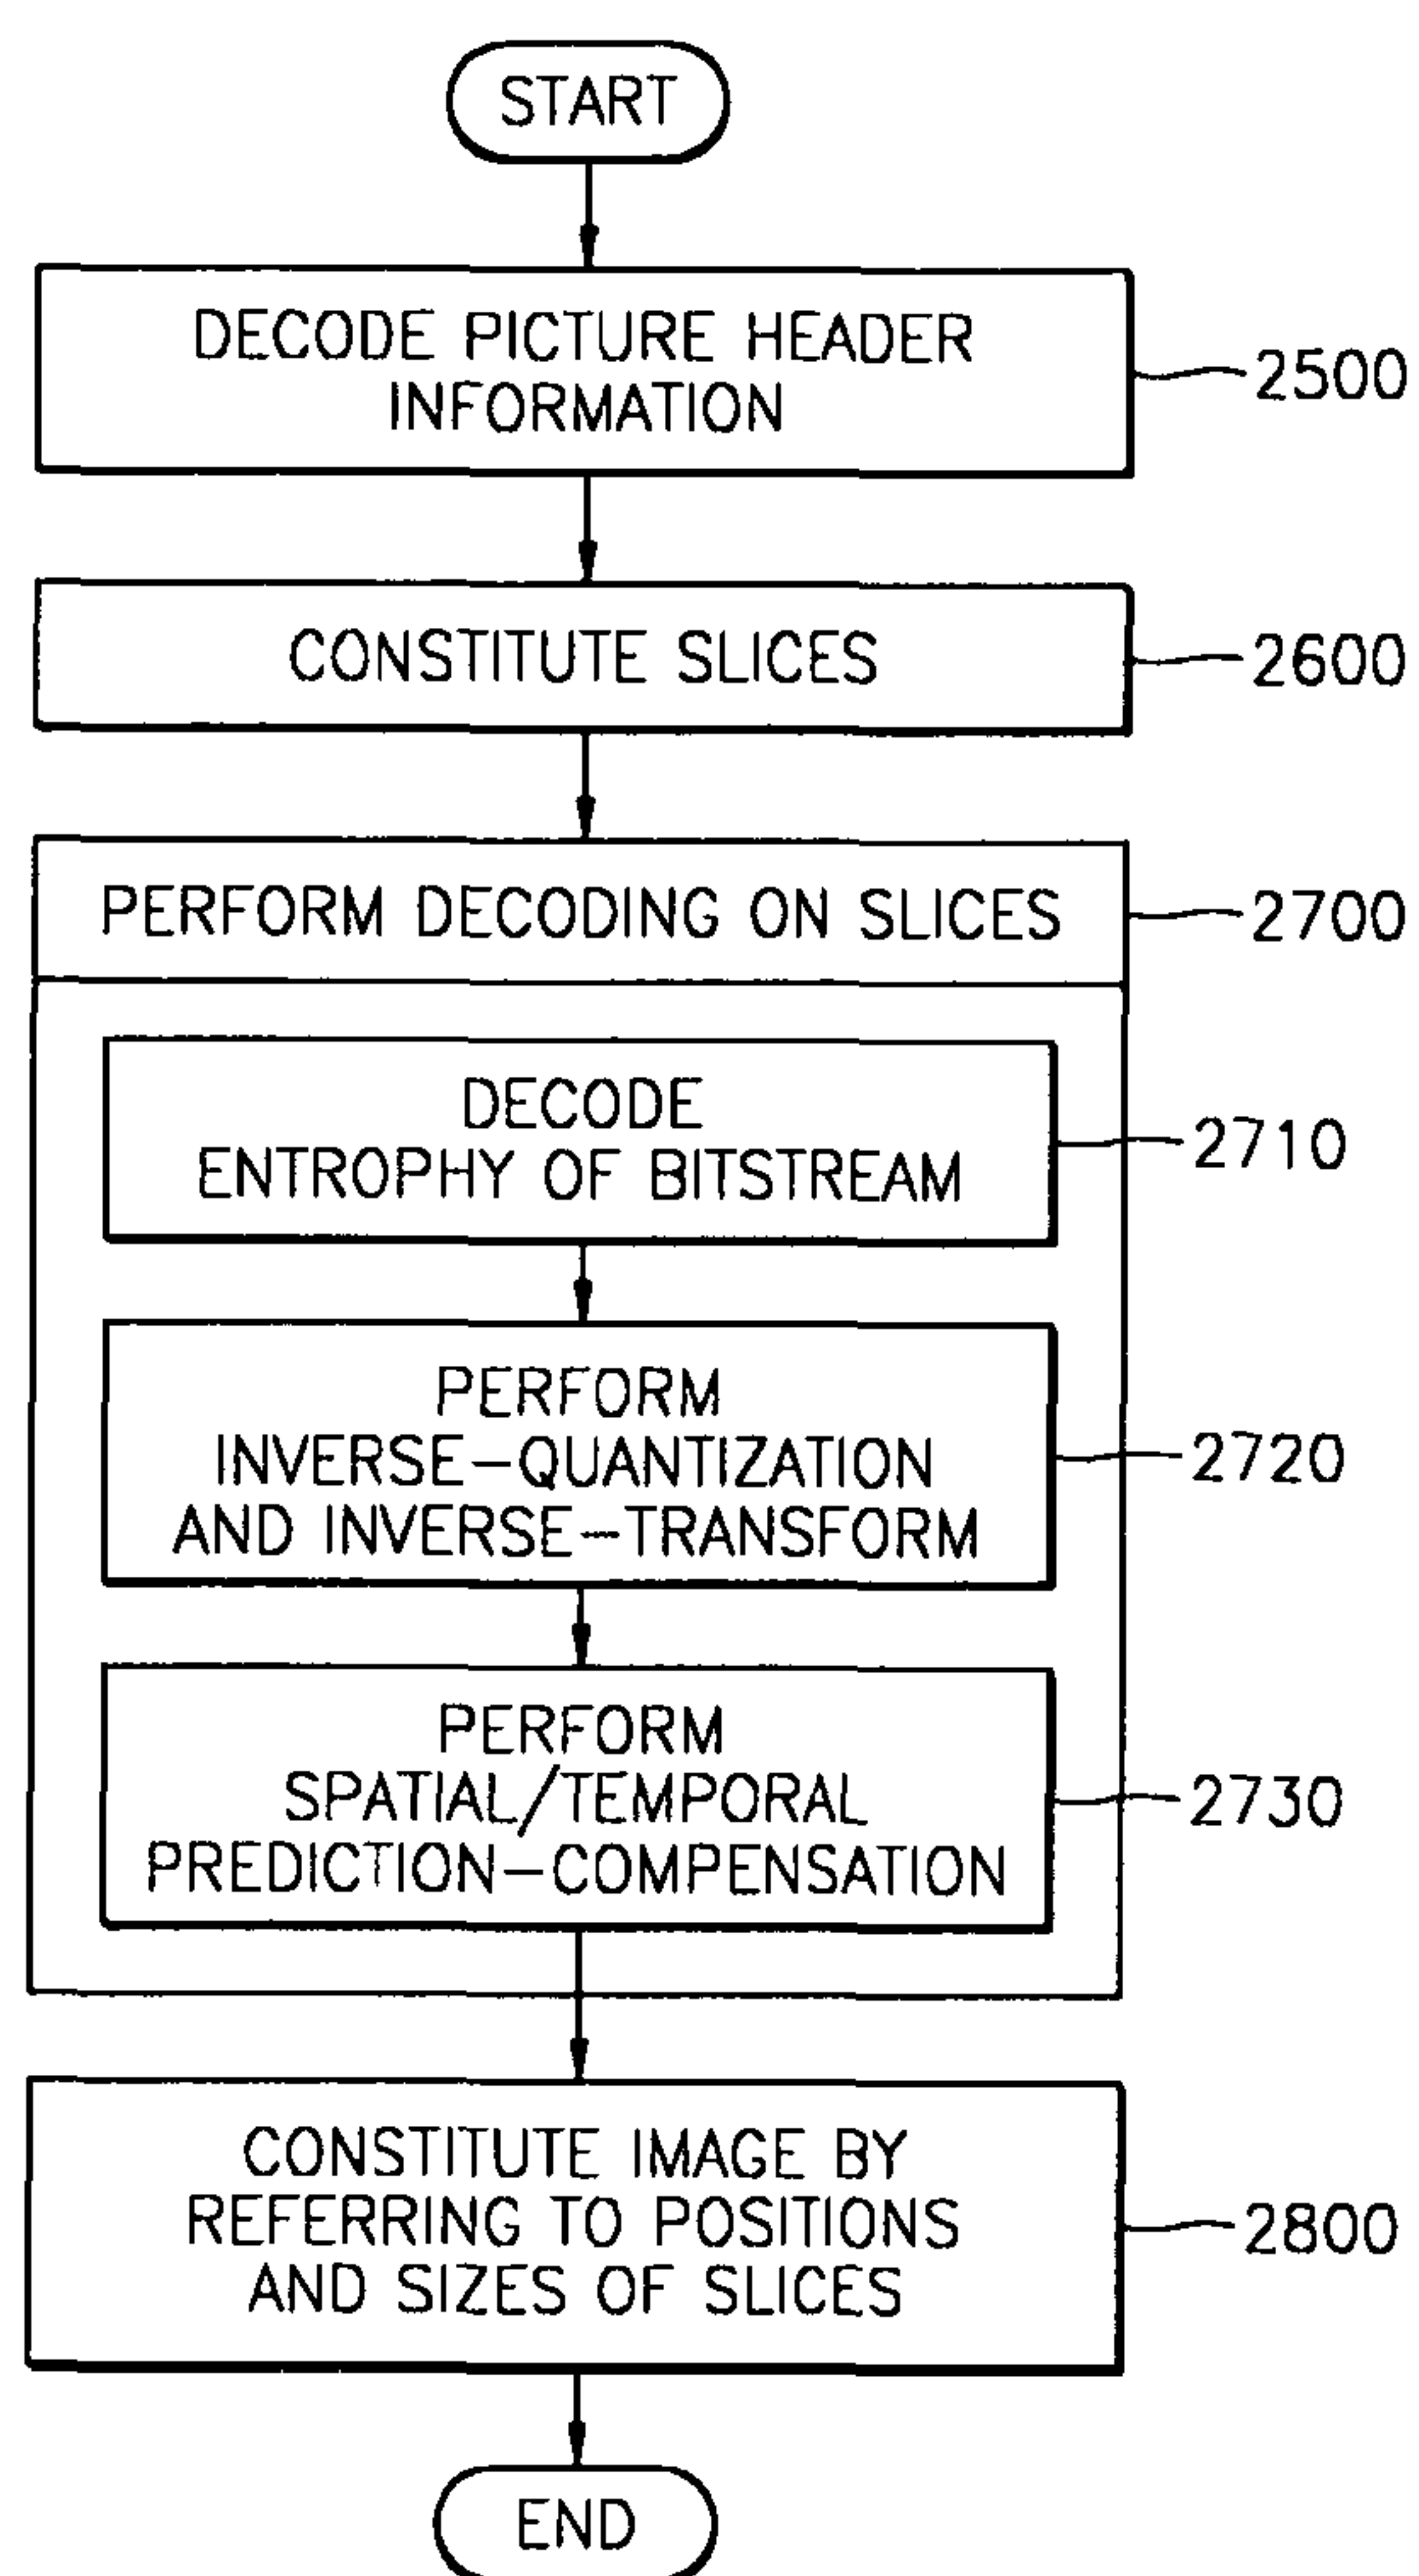 START
DECODE PICTURE HEADER
INFORMATION
2500
CONSTITUTE SLICES
2600
PERFORM DECODING ON SLICES
2700
DECODE
ENTROPHY OF BITSTREAM
2710
PERFORM
INVERSE-QUANTIZATION
AND INVERSE-TRANSFORM
2720
PERFORM
SPATIAL/TEMPORAL
PREDICTION-COMPENSATION
2730
CONSTITUTE IMAGE BY
REFERRING TO POSITIONS
AND SIZES OF SLICES
2800
END